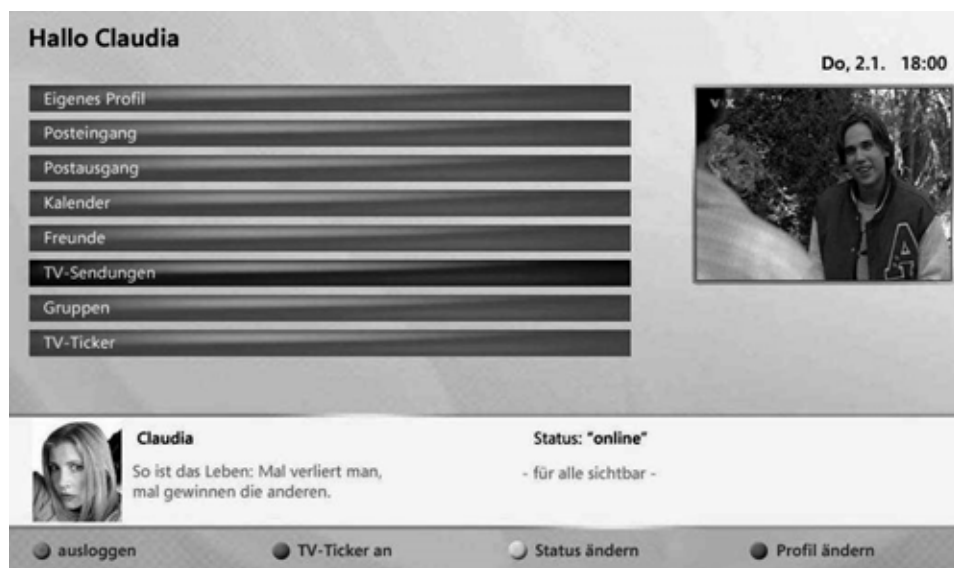 Hallo Claudia
Do, 2.1. 18:00
Eigenes Profil
Posteingang
Postausgang
Kalender
Freunde
TV-Sendungen
Gruppen
TV-Ticker
A
Claudia
So ist das Leben: Mal verliert man,
mal gewinnen die anderen.
Status: "online"
- für alle sichtbar -
ausloggen
TV-Ticker an
Status ändern
Profil ändern